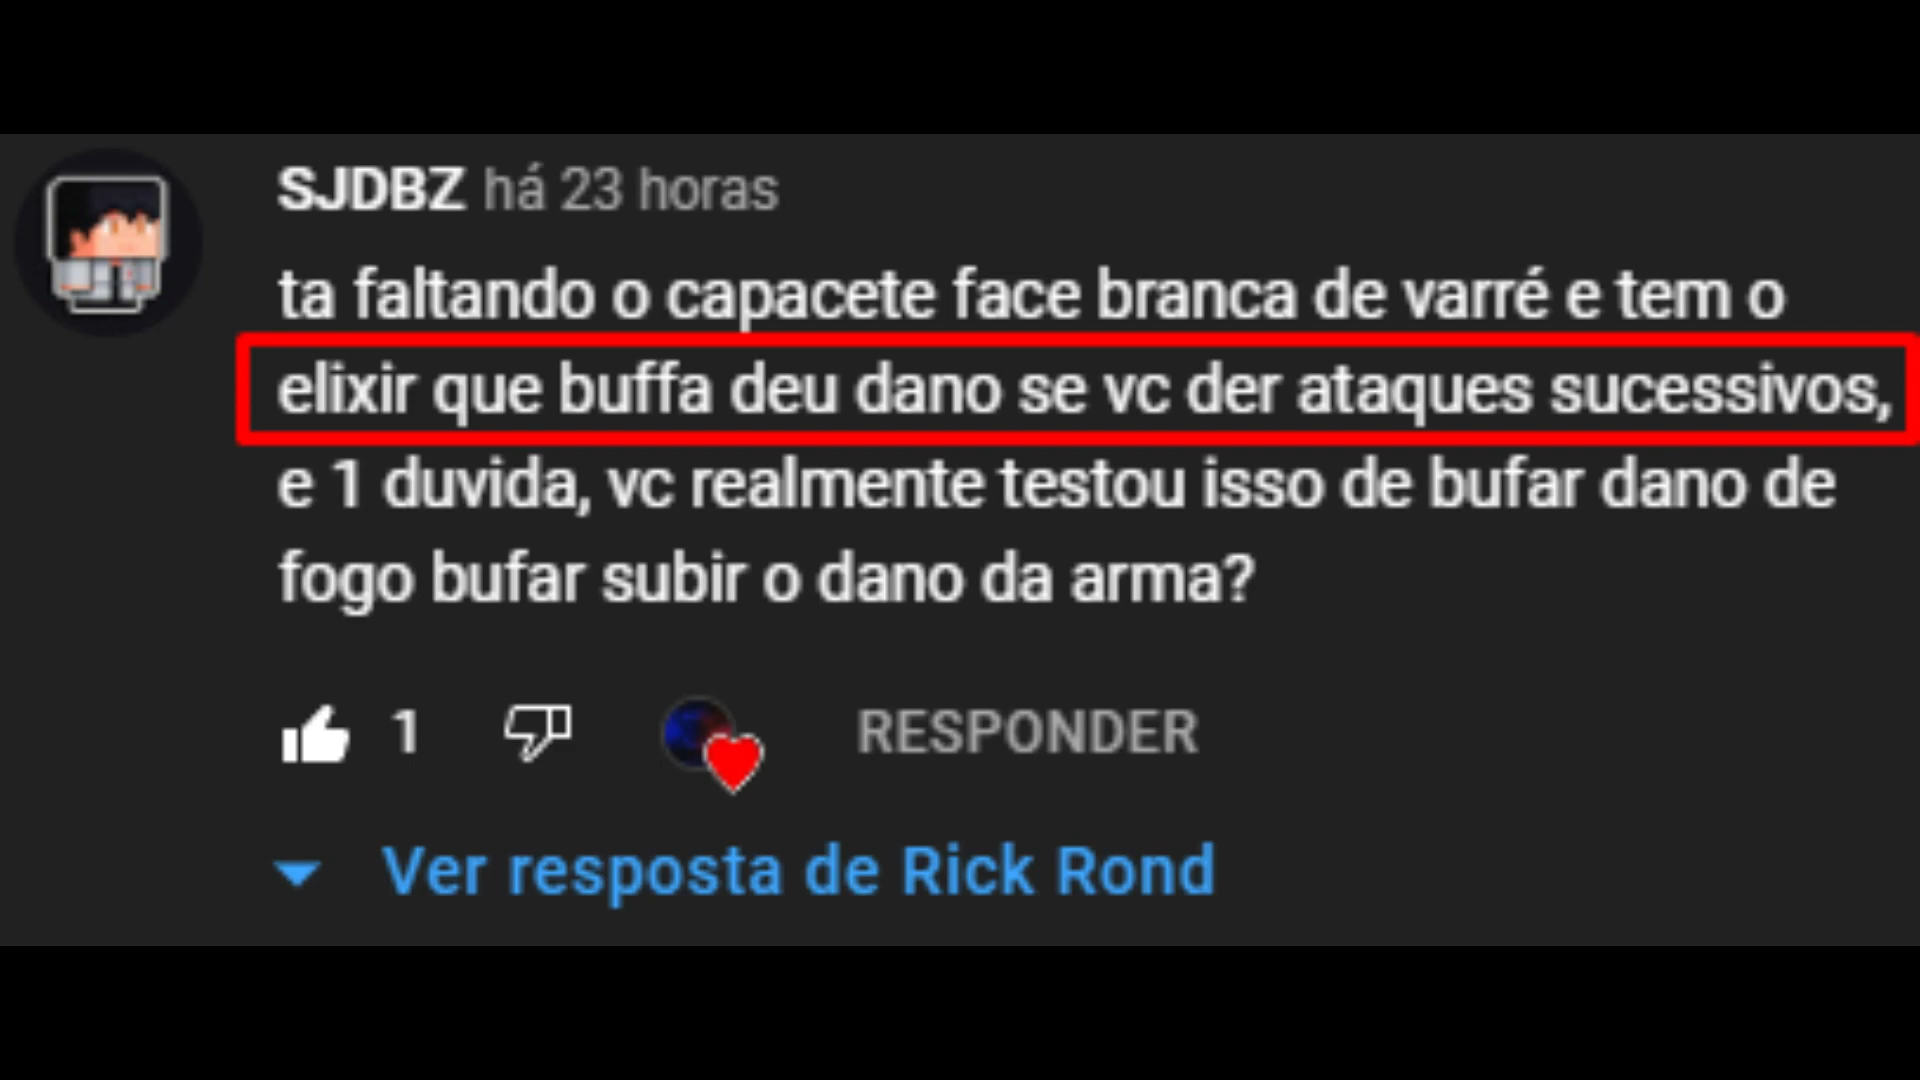 SJDBZ há 23 horas
ta faltando o capacete face branca de varré e tem o
elixir que buffa deu dano se vc der ataques sucessivos,
e 1 duvida, vc realmente testou isso de bufar dano de
fogo bufar subir o dano da arma?
1 RESPONDER
Ver resposta de Rick Rond